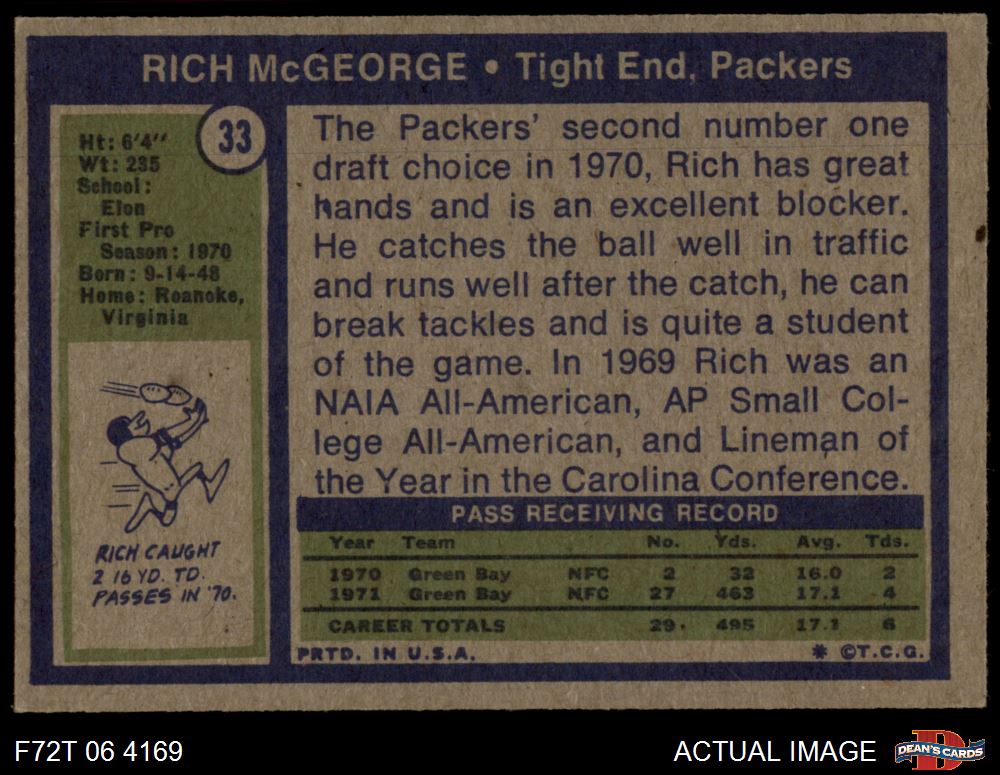 RICH McGEORGE • Tight End, Packers
33
Ht: 6'4''
Wt: 235
School:
Elon
First Pro
Season: 1970
Born: 9-14-48
Home: Roanoke,
Virginia
RICH CAUGHT
2 16 YD. TD.
PASSES IN '70.
The Packers' second number one
draft choice in 1970, Rich has great
hands and is an excellent blocker.
He catches the ball well in traffic
and runs well after the catch, he can
break tackles and is quite a student
of the game. In 1969 Rich was an
NAIA All-American, AP Small Col-
lege All-American, and Lineman of
the Year in the Carolina Conference.
PASS RECEIVING RECORD
Year Team No. Yds. Avg. Tds.
1970 Green Bay NFC 2 32 16.0 2
1971 Green Bay NFC 27 463 17.1 4
CAREER TOTALS 29 495 17.1 6
PRTD. IN U.S.A. * ©T.C.G.
F72T 06 4169 ACTUAL IMAGE DEAN'S CARDS